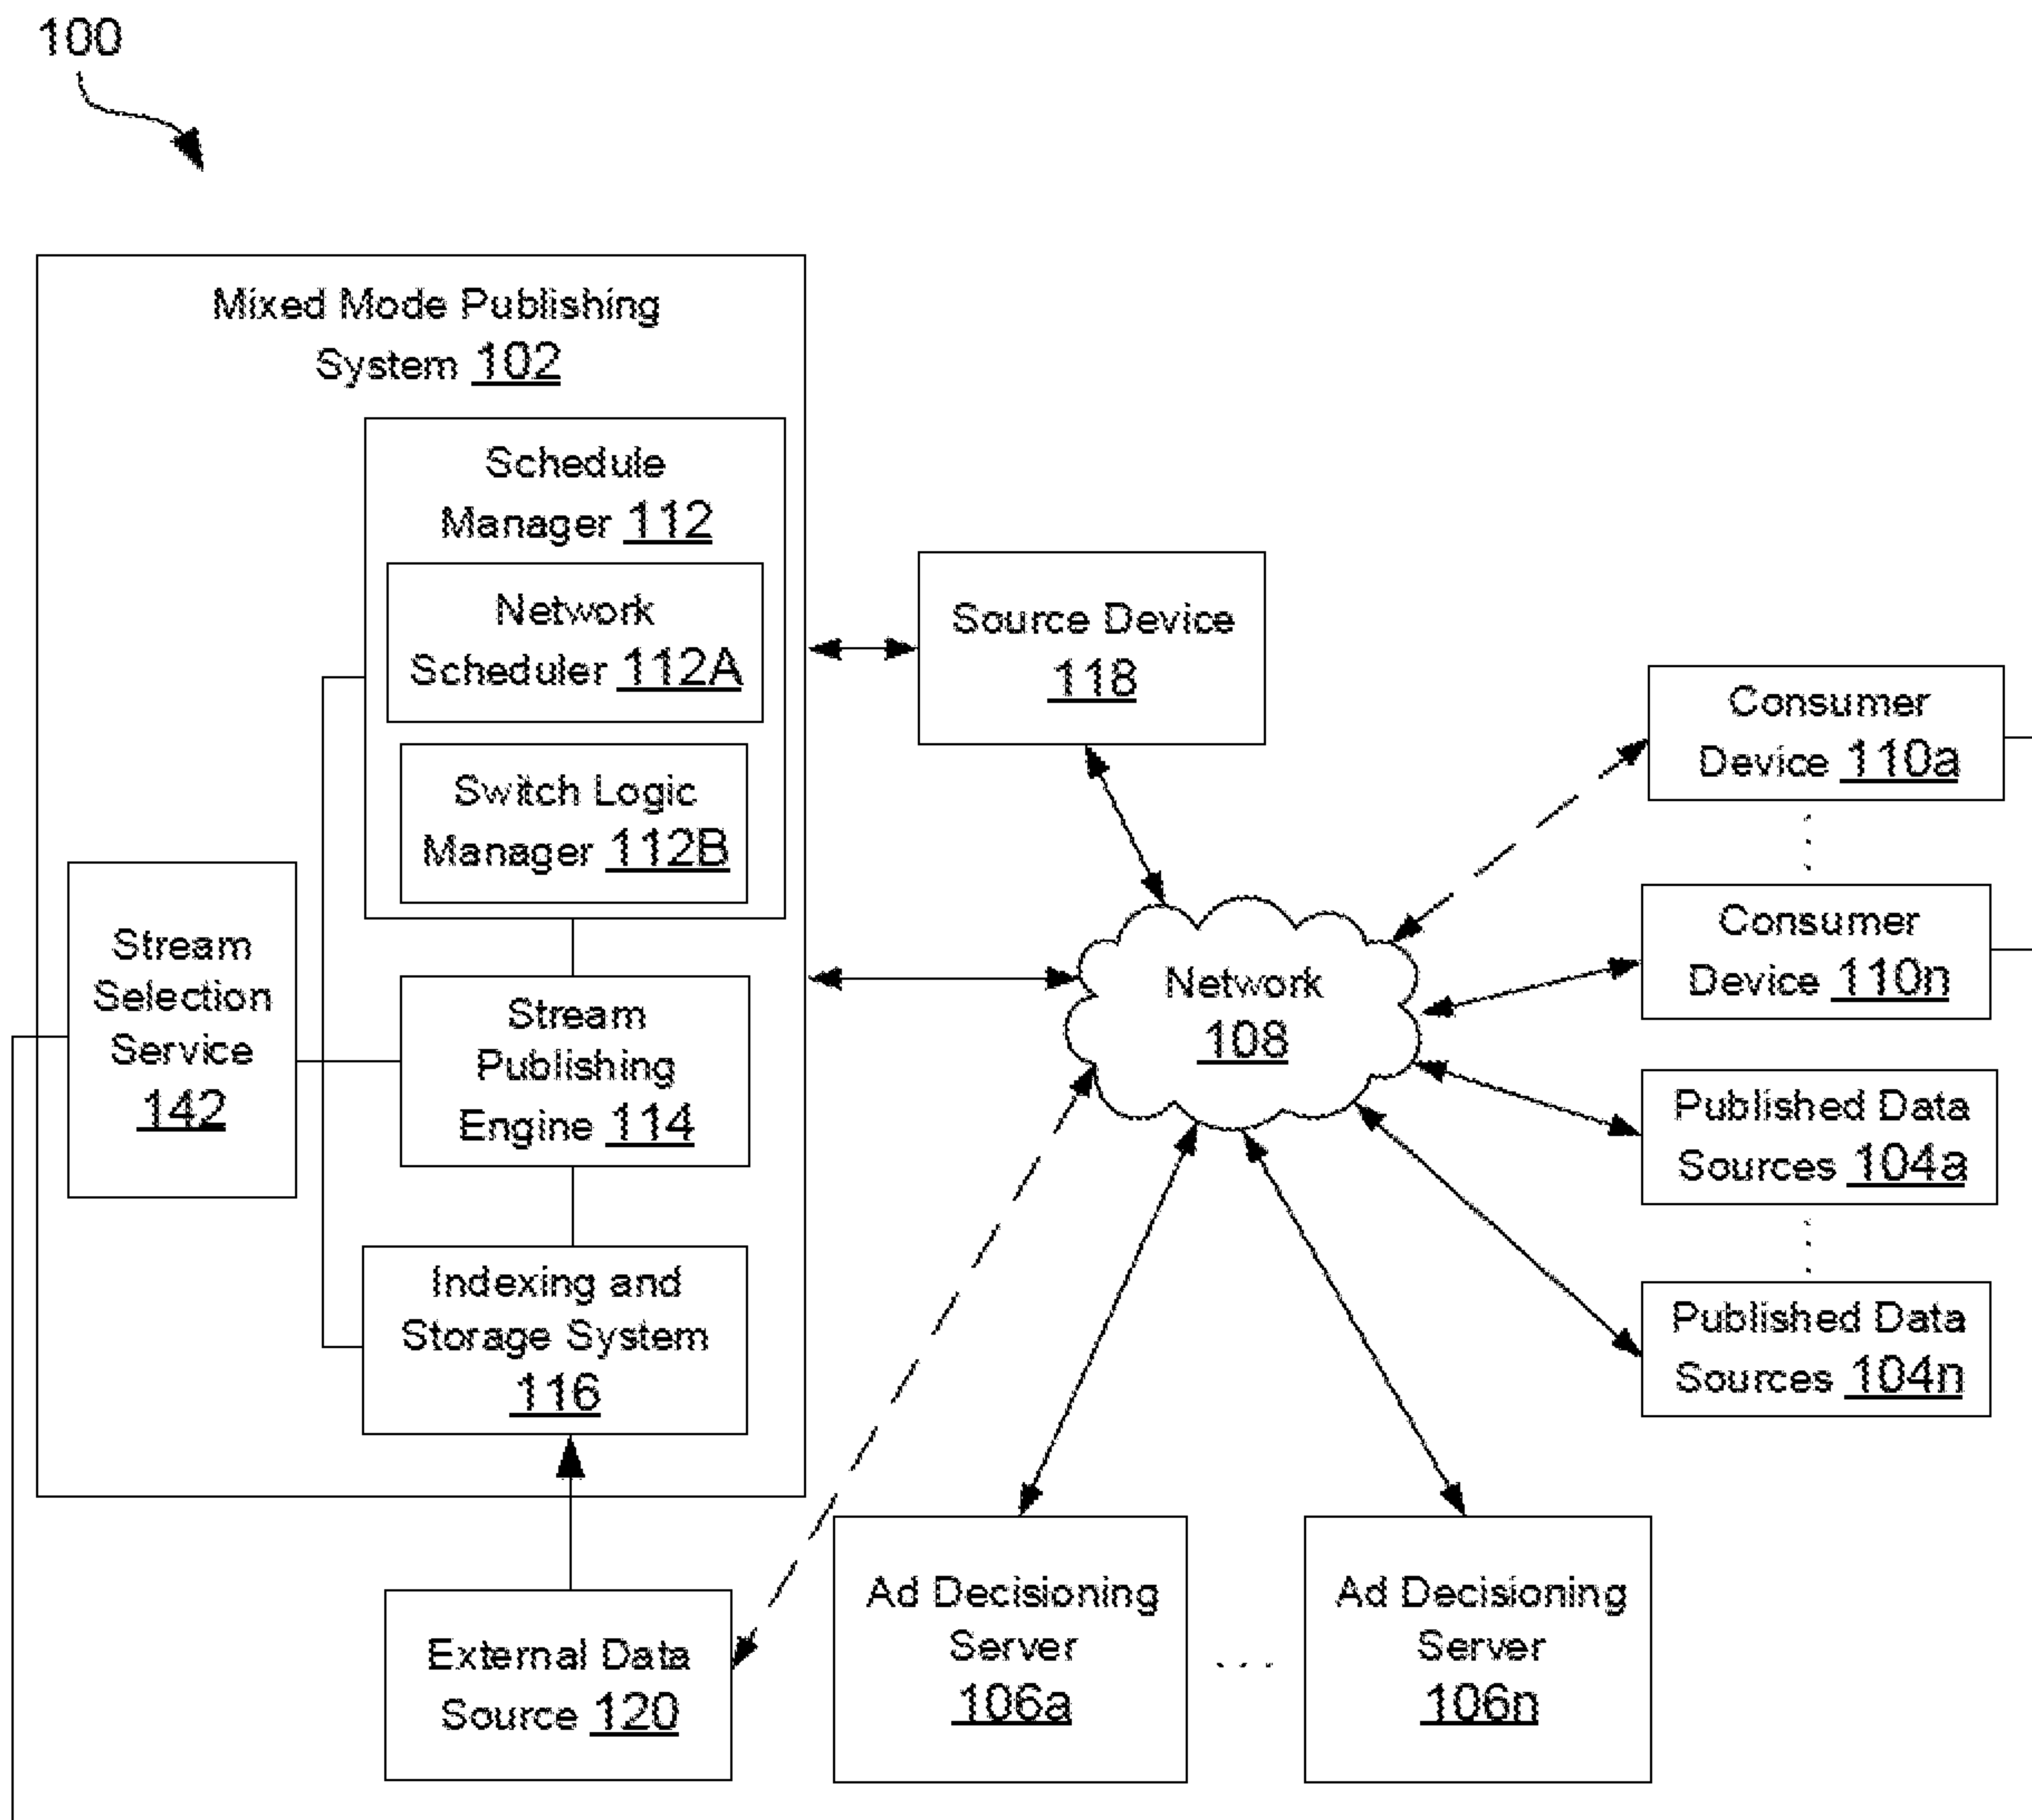 100
Mixed Mode Publishing
System 102
Schedule
Manager 112
Network
Scheduler 112A
Switch Logic
Manager 112B
Stream
Selection
Service
142
Stream
Publishing
Engine 114
Indexing and
Storage System
116
External Data
Source 120
Source Device
118
Network
108
Consumer
Device 110a
Consumer
Device 110n
Published Data
Sources 104a
Published Data
Sources 104n
Ad Decisioning
Server
106a
...
Ad Decisioning
Server
106n